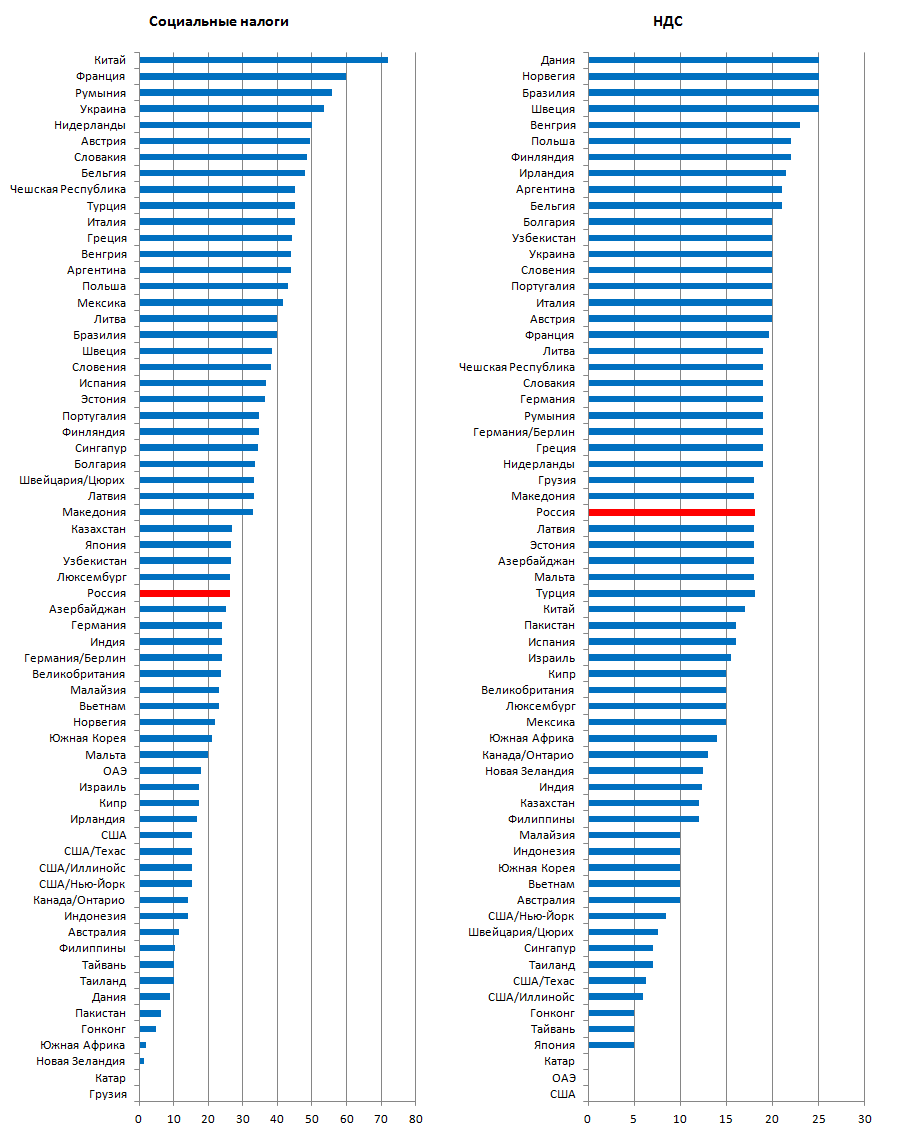 Социальные налоги
Китай
Франция
Румыния
Украина
Нидерланды
Австрия
Словакия
Бельгия
Чешская Республика
Турция
Италия
Греция
Венгрия
Аргентина
Польша
Мексика
Литва
Бразилия
Швеция
Словения
Испания
Эстония
Португалия
Финляндия
Сингапур
Болгария
Швейцария/Цюрих
Латвия
Македония
Казахстан
Япония
Узбекистан
Люксембург
Россия
Азербайджан
Германия
Индия
Германия/Берлин
Великобритания
Малайзия
Вьетнам
Норвегия
Южная Корея
Мальта
ОАЭ
Израиль
Кипр
Ирландия
США
США/Техас
США/Иллинойс
США/Нью-Йорк
Канада/Онтарио
Индонезия
Австралия
Филиппины
Тайвань
Таиланд
Дания
Пакистан
Гонконг
Южная Африка
Новая Зеландия
Катар
Грузия
0 10 20 30 40 50 60 70 80
НДС
Дания
Норвегия
Бразилия
Швеция
Венгрия
Польша
Финляндия
Ирландия
Аргентина
Бельгия
Болгария
Узбекистан
Украина
Словения
Португалия
Италия
Австрия
Франция
Литва
Чешская Республика
Словакия
Германия
Румыния
Германия/Берлин
Греция
Нидерланды
Грузия
Македония
Россия
Латвия
Эстония
Азербайджан
Мальта
Турция
Китай
Пакистан
Испания
Израиль
Кипр
Великобритания
Люксембург
Мексика
Южная Африка
Канада/Онтарио
Новая Зеландия
Индия
Казахстан
Филиппины
Малайзия
Индонезия
Южная Корея
Вьетнам
Австралия
США/Нью-Йорк
Швейцария/Цюрих
Сингапур
Таиланд
США/Техас
США/Иллинойс
Гонконг
Тайвань
Япония
Катар
ОАЭ
США
0 5 10 15 20 25 30